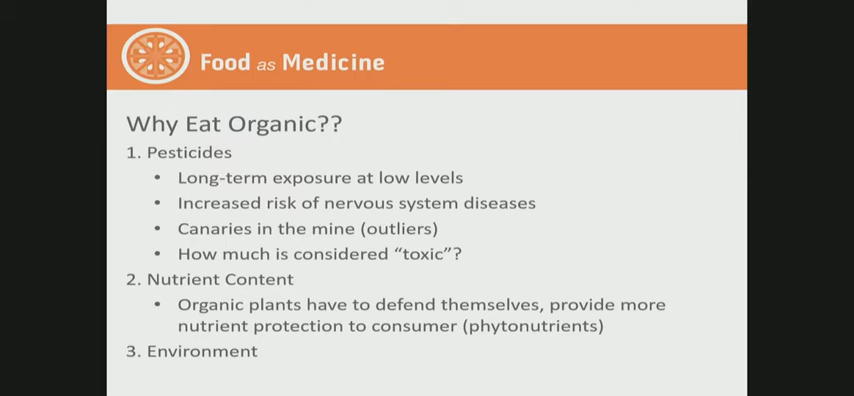 Food as Medicine
Why Eat Organic??
1. Pesticides
• Long-term exposure at low levels
• Increased risk of nervous system diseases
• Canaries in the mine (outliers)
• How much is considered “toxic”?
2. Nutrient Content
• Organic plants have to defend themselves, provide more
nutrient protection to consumer (phytonutrients)
3. Environment